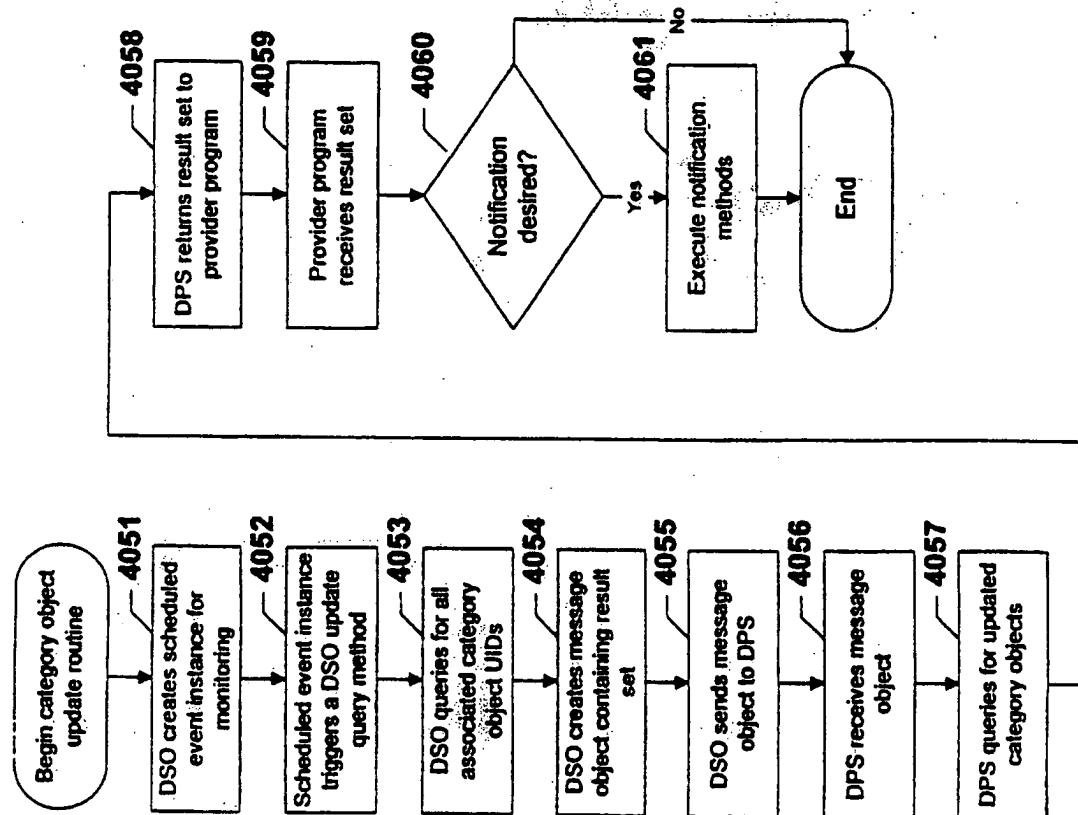 Begin category object
update routine
4051
DSO creates scheduled
event instance for
monitoring
4052
Scheduled event instance
triggers a DSO update
query method
4053
DSO queries for all
associated category
object UIDs
4054
DSO creates message
object containing result
set
4055
DSO sends message
object to DPS
4056
DPS receives message
object
4057
DPS queries for updated
category objects
4058
DPS returns result set to
provider program
4059
Provider program
receives result set
4060
Notification
desired?
No
Yes
4061
Execute notification
methods
End